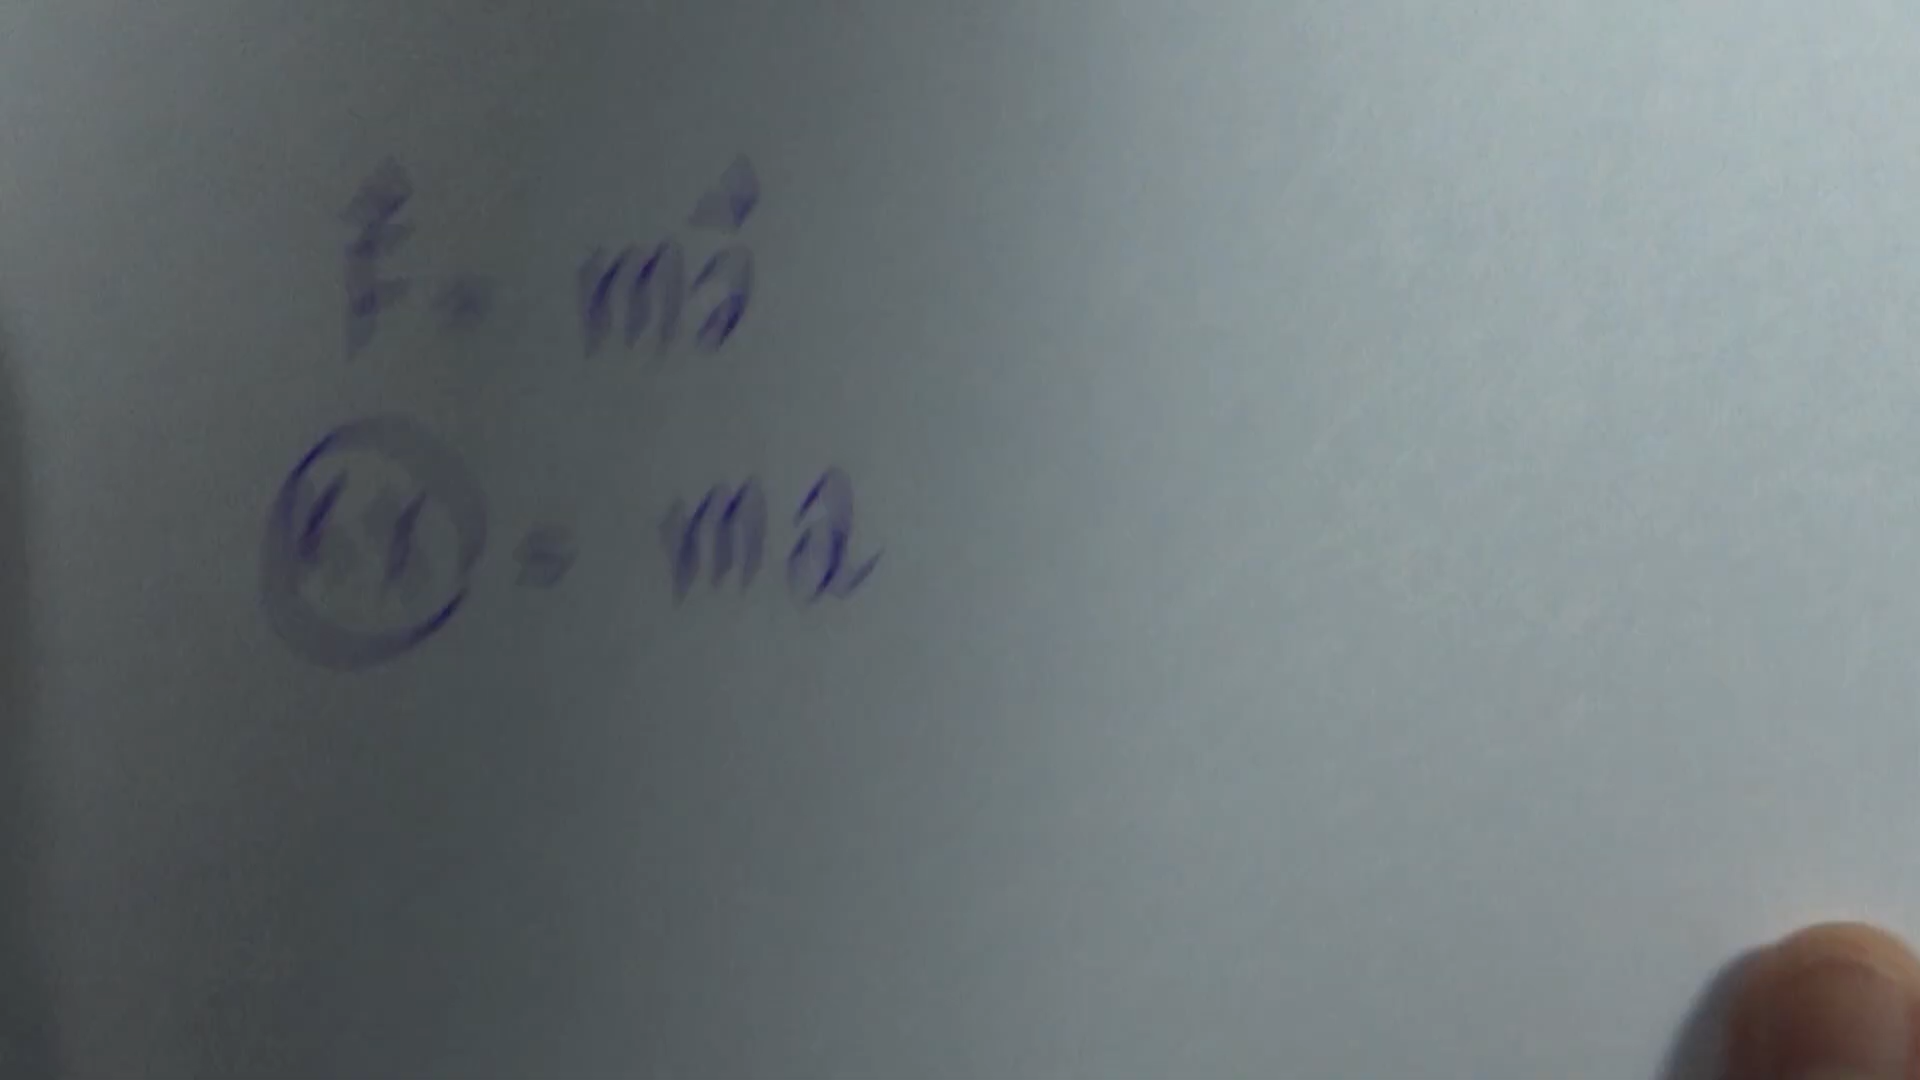 F⃗ = ma⃗
= ma